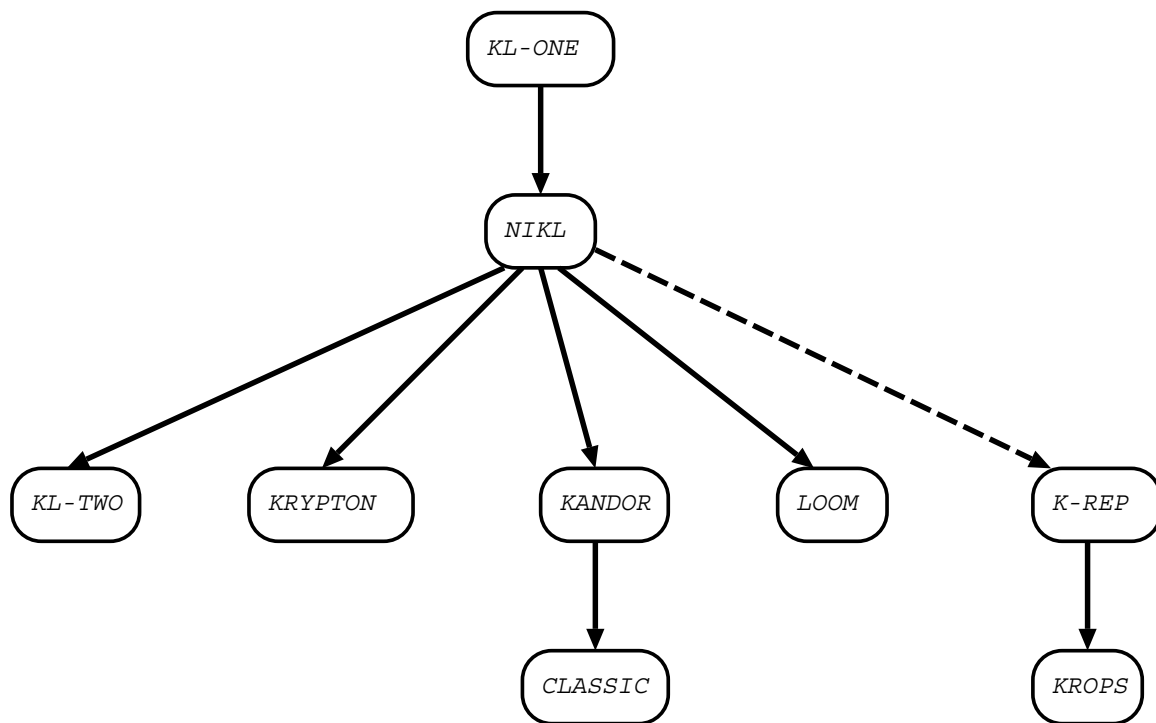 KL-ONE
NIKL
KL-TWO
KRYPTON
KANDOR
LOOM
K-REP
CLASSIC
KROPS